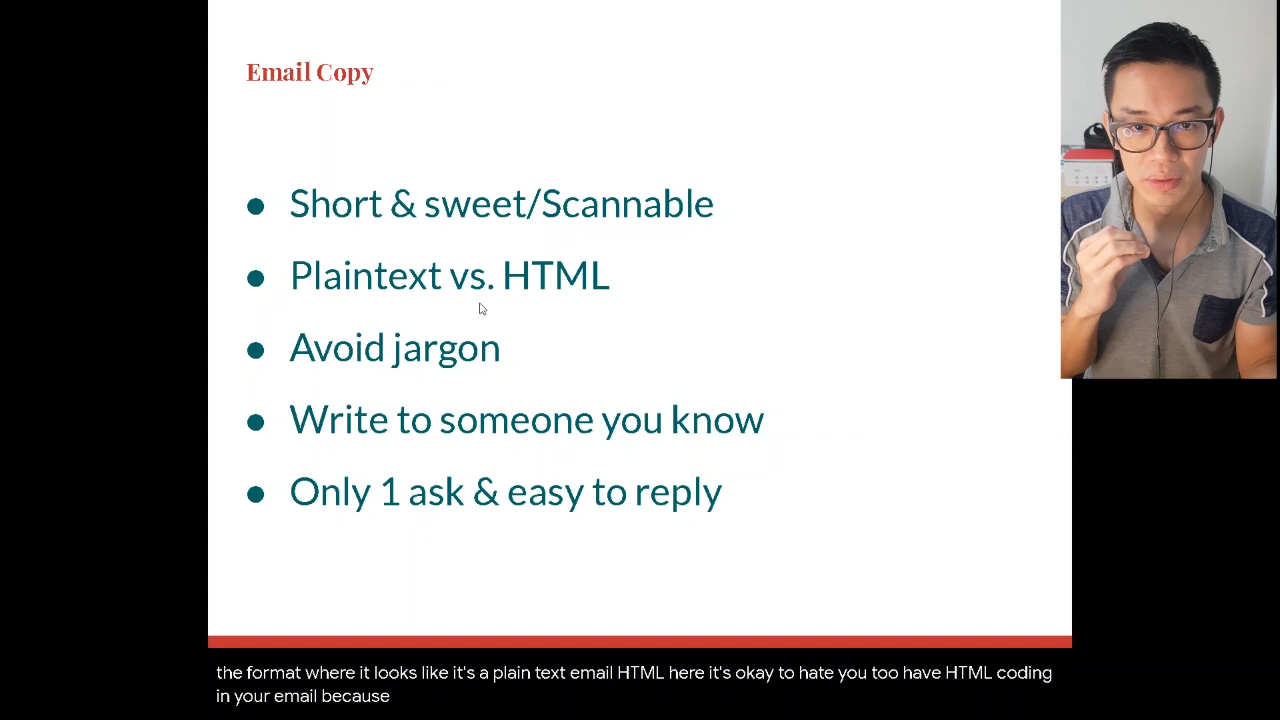 Email Copy
● Short & sweet/Scannable
● Plaintext vs. HTML
● Avoid jargon
● Write to someone you know
● Only 1 ask & easy to reply
the format where it looks like it's a plain text email HTML here it's okay to hate you too have HTML coding
in your email because